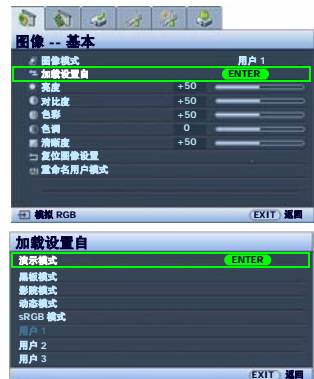 图像 -- 基本
图像模式 用户 1
加载设置自 ENTER
亮度 +50
对比度 +50
色彩 +50
色调 0
清晰度 +50
复位图像设置
重命名用户模式
模拟 RGB EXIT 返回
加载设置自
演示模式 ENTER
黑板模式
影院模式
动态模式
sRGB 模式
用户 1
用户 2
用户 3
EXIT 返回